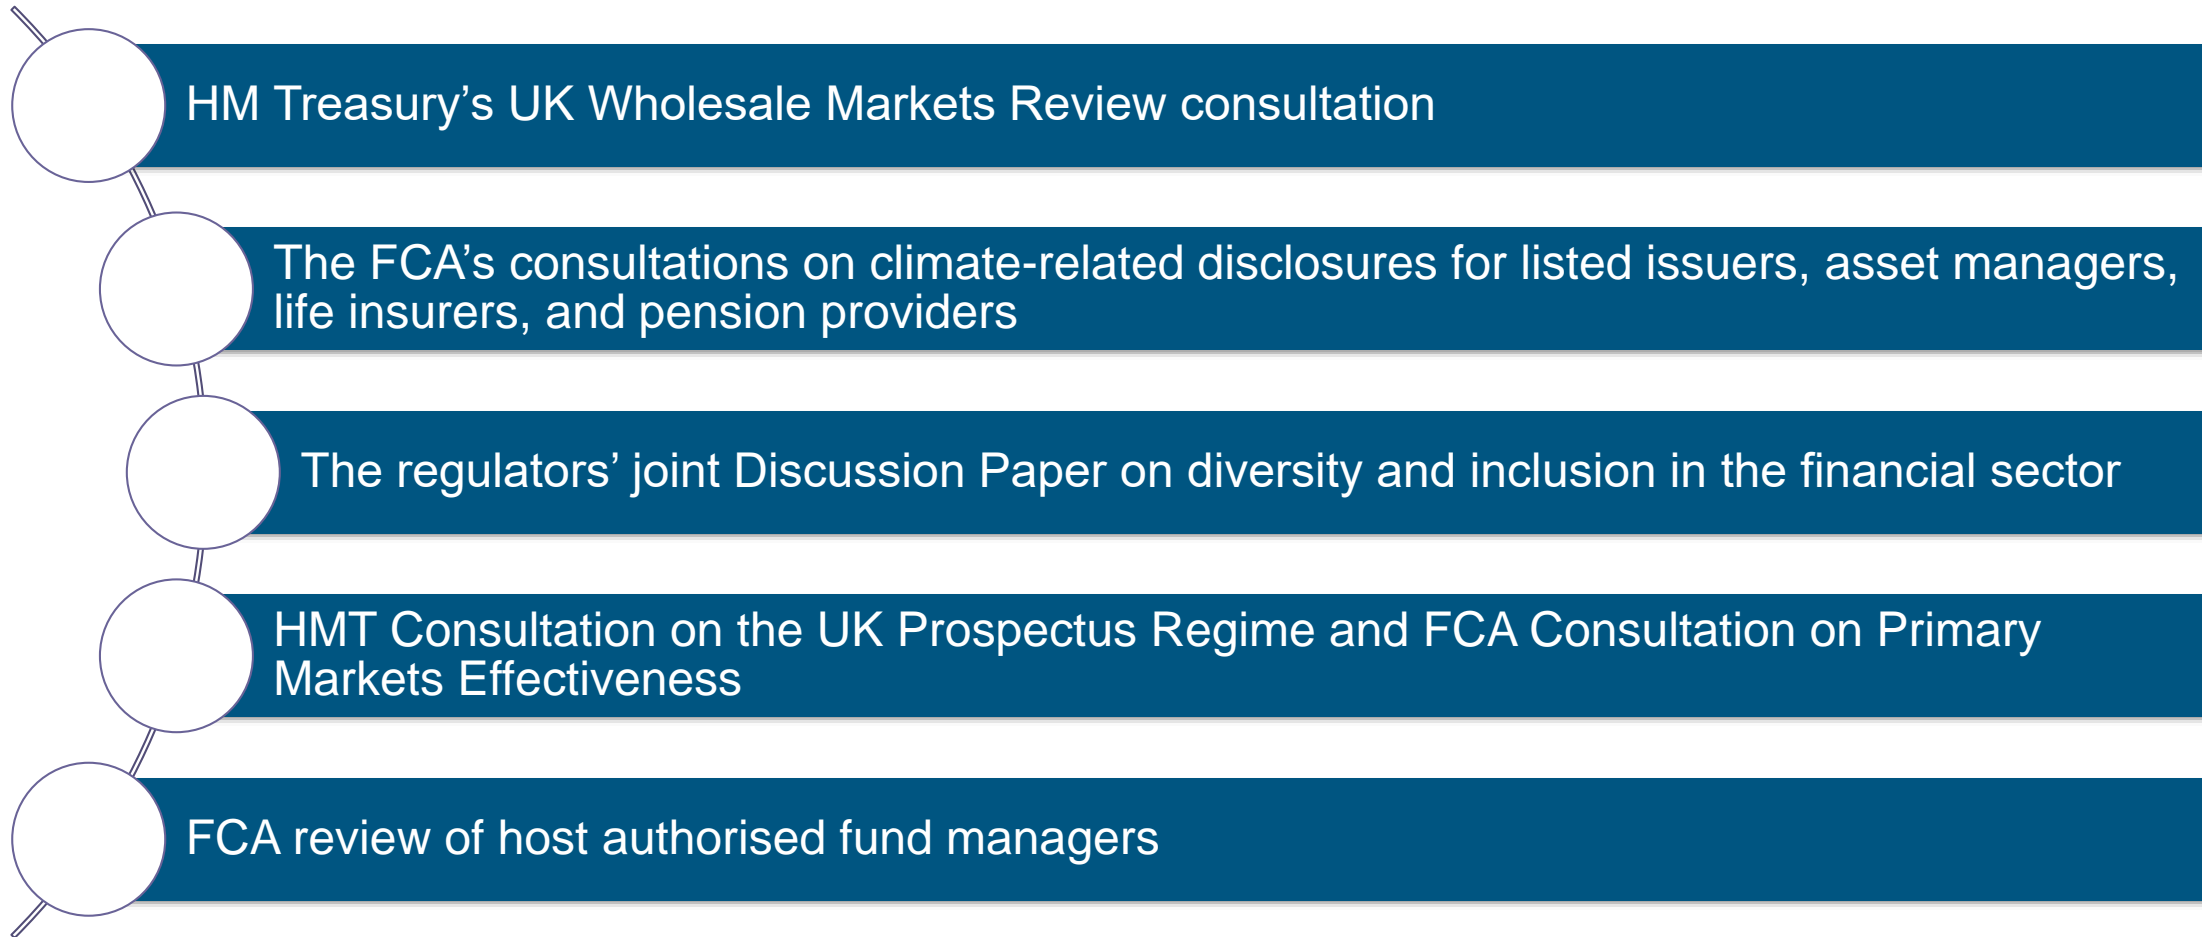 HM Treasury’s UK Wholesale Markets Review consultation
The FCA’s consultations on climate-related disclosures for listed issuers, asset managers,
life insurers, and pension providers
The regulators’ joint Discussion Paper on diversity and inclusion in the financial sector
HMT Consultation on the UK Prospectus Regime and FCA Consultation on Primary
Markets Effectiveness
FCA review of host authorised fund managers